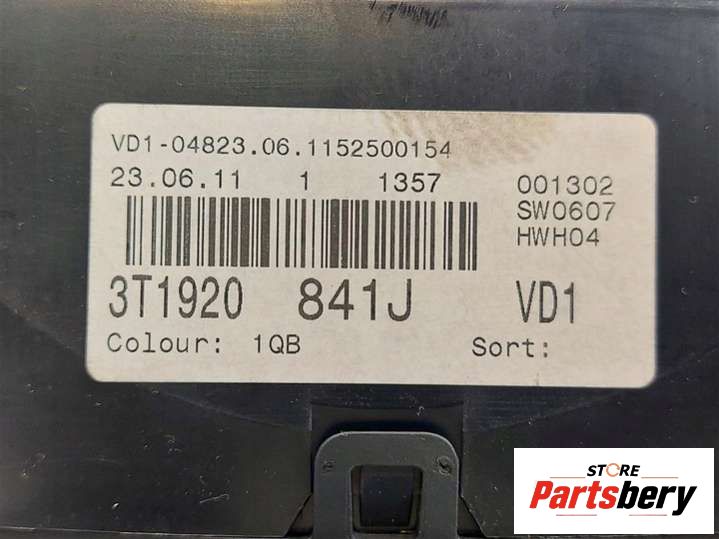 VD1-04823.06.1152500154
23.06.11 1 1357 001302
SW0607
HWH04
3T1920 841J VD1
Colour: 1QB Sort:
STORE
Partsbery